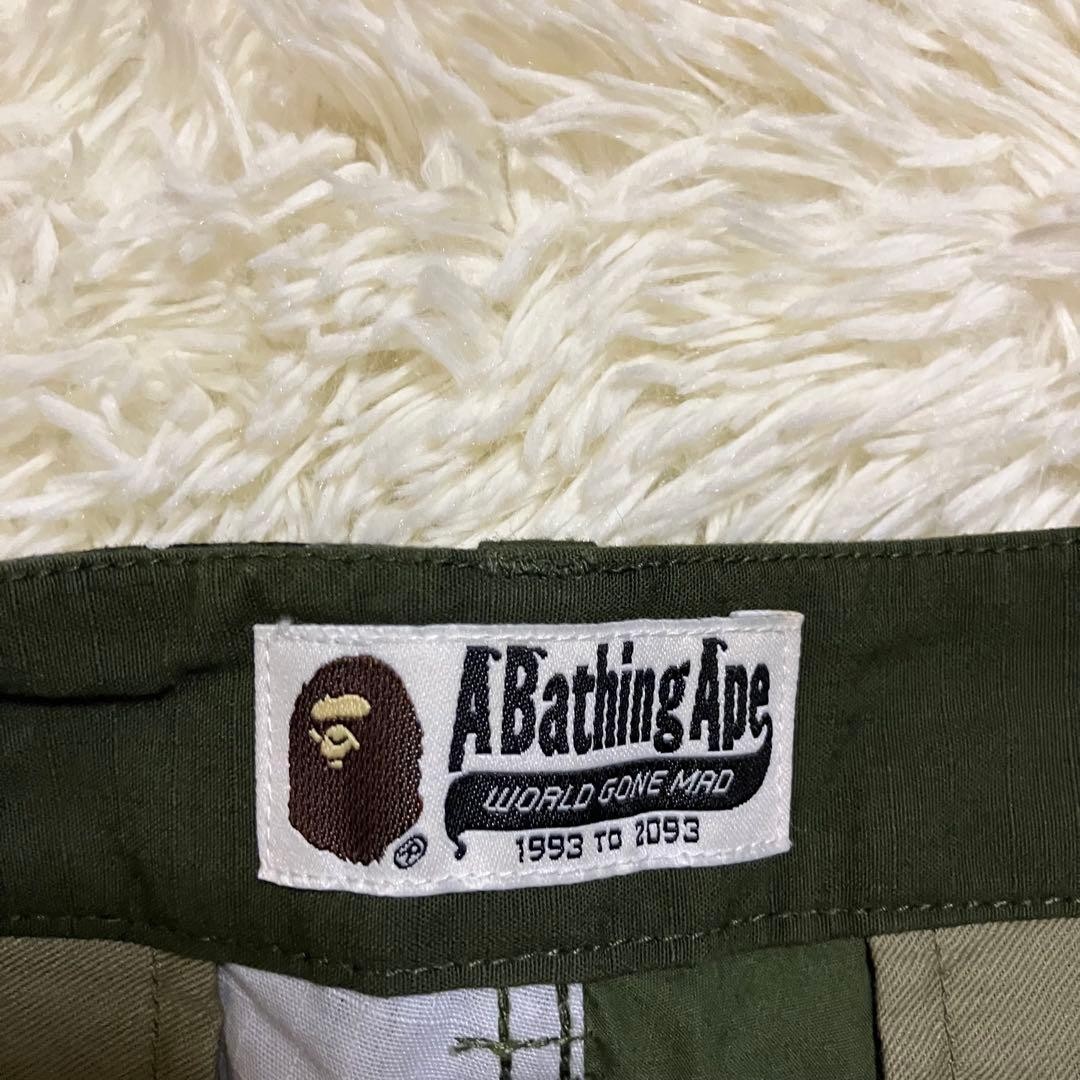 A Bathing Ape
WORLD GONE MAD
1993 TO 2093